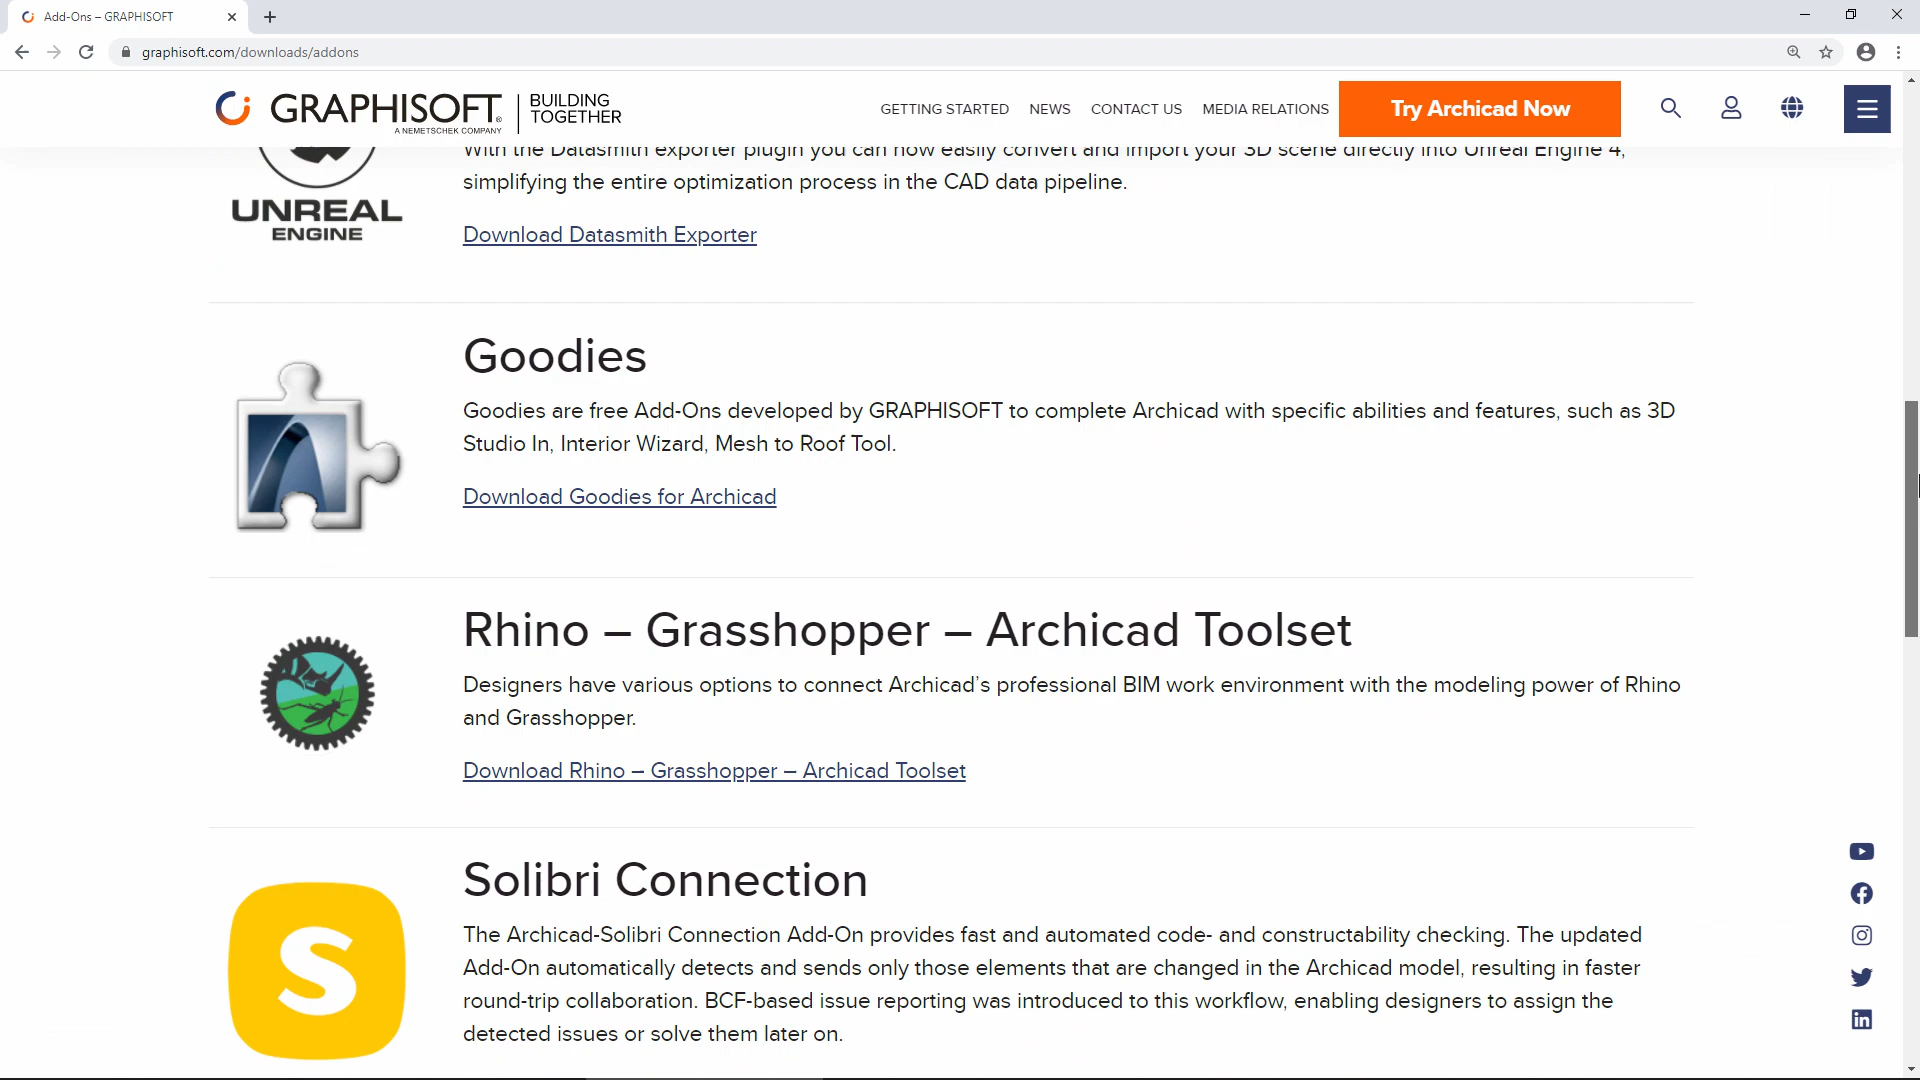 Add-Ons – GRAPHISOFT
graphisoft.com/downloads/addons
GRAPHISOFT®
A NEMETSCHEK COMPANY
BUILDING
TOGETHER
GETTING STARTED
NEWS
CONTACT US
MEDIA RELATIONS
Try Archicad Now
UNREAL
ENGINE
With the Datasmith exporter plugin you can now easily convert and import your 3D scene directly into Unreal Engine 4,
simplifying the entire optimization process in the CAD data pipeline.
Download Datasmith Exporter
Goodies
Goodies are free Add-Ons developed by GRAPHISOFT to complete Archicad with specific abilities and features, such as 3D
Studio In, Interior Wizard, Mesh to Roof Tool.
Download Goodies for Archicad
Rhino – Grasshopper – Archicad Toolset
Designers have various options to connect Archicad's professional BIM work environment with the modeling power of Rhino
and Grasshopper.
Download Rhino – Grasshopper – Archicad Toolset
S
Solibri Connection
The Archicad-Solibri Connection Add-On provides fast and automated code- and constructability checking. The updated
Add-On automatically detects and sends only those elements that are changed in the Archicad model, resulting in faster
round-trip collaboration. BCF-based issue reporting was introduced to this workflow, enabling designers to assign the
detected issues or solve them later on.